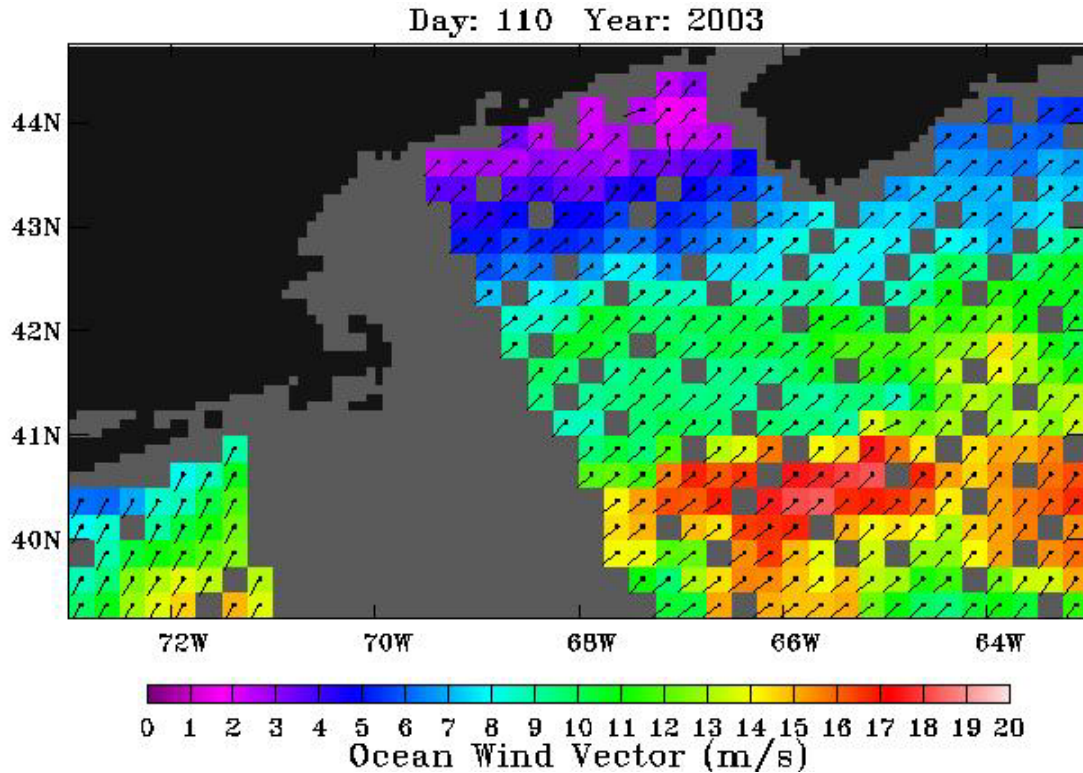 Day: 110 Year: 2003
44N
43N
42N
41N
40N
72W 70W 68W 66W 64W
0 1 2 3 4 5 6 7 8 9 10 11 12 13 14 15 16 17 18 19 20
Ocean Wind Vector (m/s)